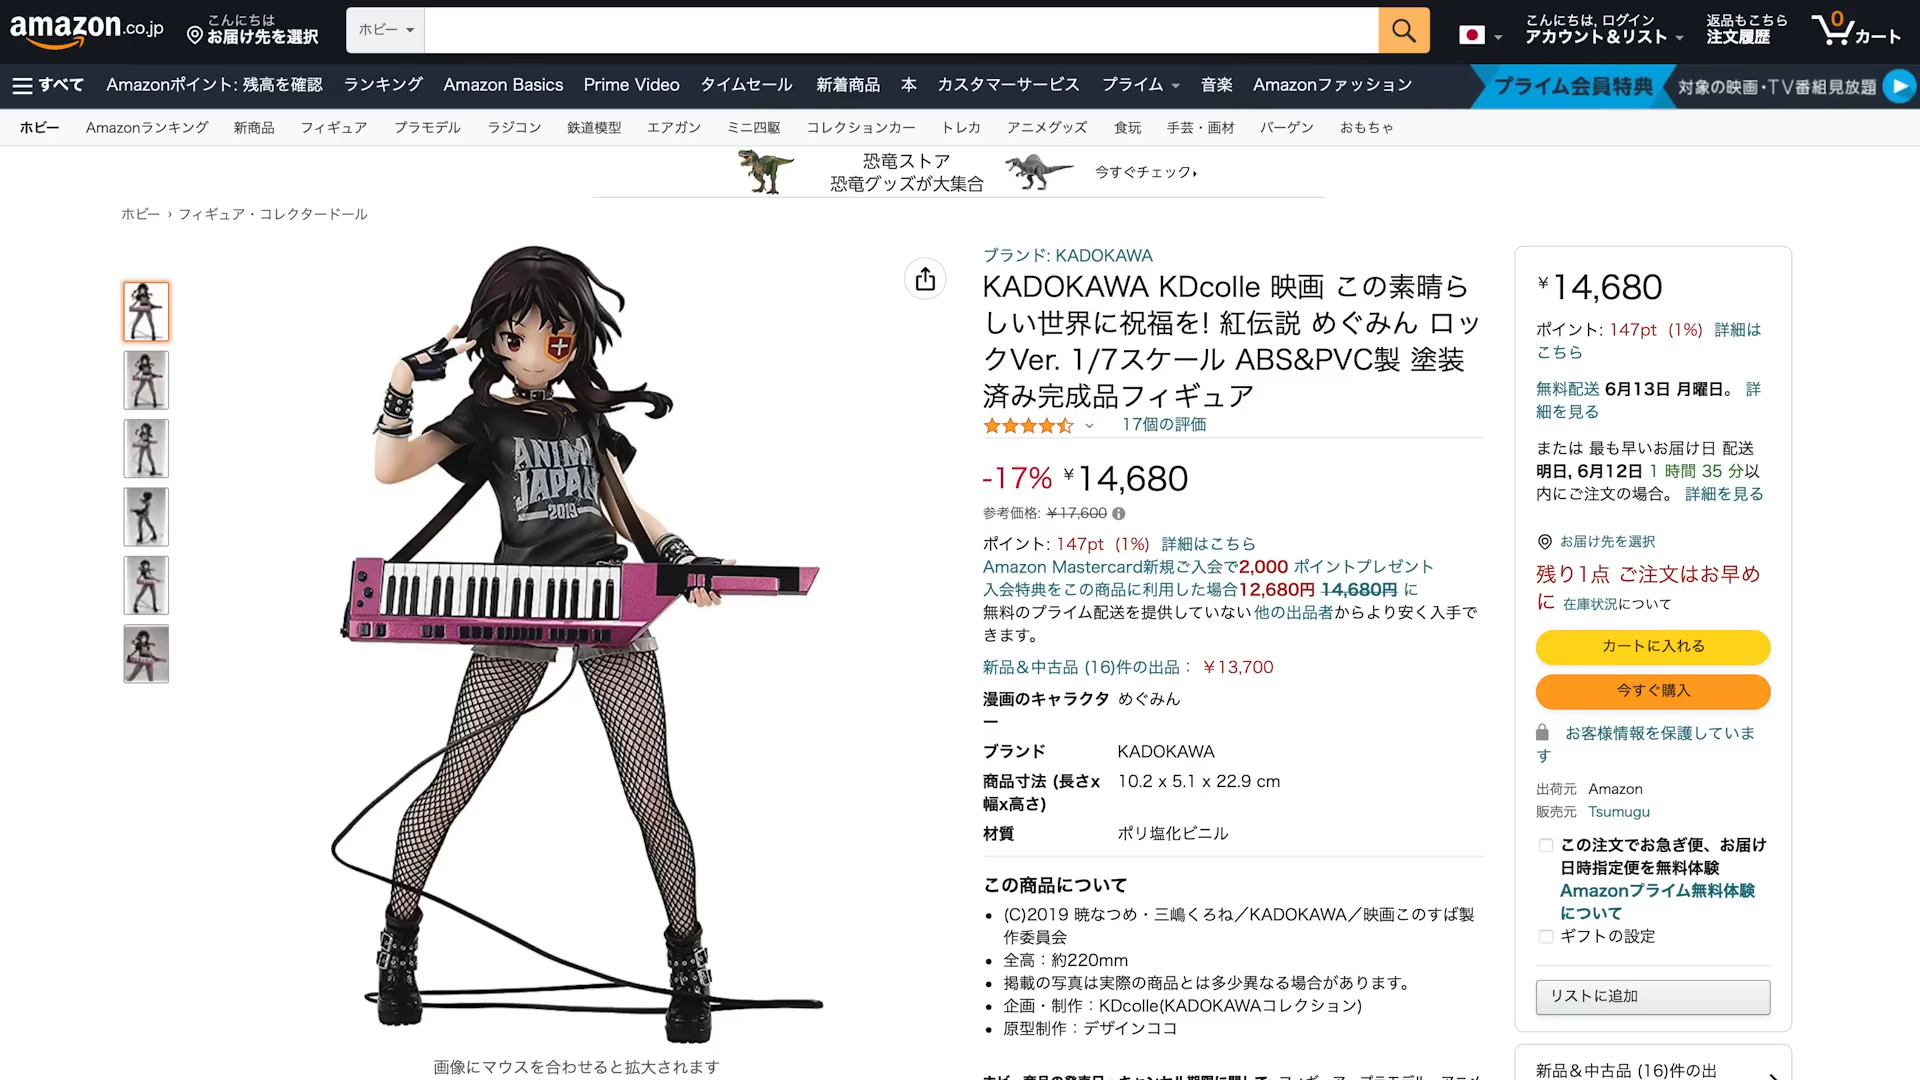 amazon.co.jp
こんにちは
お届け先を選択
ホビー
こんにちは, ログイン
アカウント＆リスト
返品もこちら
注文履歴
0
カート
すべて
Amazonポイント: 残高を確認
ランキング
Amazon Basics
Prime Video
タイムセール
新着商品
本
カスタマーサービス
プライム
音楽
Amazonファッション
プライム会員特典
対象の映画・TV番組見放題
ホビー
Amazonランキング
新商品
フィギュア
プラモデル
ラジコン
鉄道模型
エアガン
ミニ四駆
コレクションカー
トレカ
アニメグッズ
食玩
手芸・画材
バーゲン
おもちゃ
恐竜ストア
恐竜グッズが大集合
今すぐチェック
ホビー › フィギュア・コレクタードール
ANIME
JAPAN
2019
画像にマウスを合わせると拡大されます
ブランド: KADOKAWA
KADOKAWA KDcolle 映画 この素晴ら
しい世界に祝福を! 紅伝説 めぐみん ロッ
クVer. 1/7スケール ABS&PVC製 塗装
済み完成品フィギュア
17個の評価
-17% ￥14,680
参考価格: ￥17,600
ポイント: 147pt (1%) 詳細はこちら
Amazon Mastercard新規ご入会で2,000 ポイントプレゼント
入会特典をこの商品に利用した場合12,680円 14,680円 に
無料のプライム配送を提供していない他の出品者からより安く入手で
きます。
新品＆中古品 (16)件の出品： ￥13,700
漫画のキャラクタ めぐみん
ー
ブランド KADOKAWA
商品寸法 (長さx 10.2 x 5.1 x 22.9 cm
幅x高さ)
材質 ポリ塩化ビニル
この商品について
(C)2019 暁なつめ・三嶋くろね／KADOKAWA／映画このすば製
作委員会
全高：約220mm
掲載の写真は実際の商品とは多少異なる場合があります。
企画・制作：KDcolle(KADOKAWAコレクション)
原型制作：デザインココ
￥14,680
ポイント: 147pt (1%) 詳細は
こちら
無料配送 6月13日 月曜日。 詳
細を見る
または 最も早いお届け日 配送
明日, 6月12日 1 時間 35 分以
内にご注文の場合。 詳細を見る
お届け先を選択
残り1点 ご注文はお早め
に 在庫状況について
カートに入れる
今すぐ購入
お客様情報を保護していま
す
出荷元 Amazon
販売元 Tsumugu
この注文でお急ぎ便、お届け
日時指定便を無料体験
Amazonプライム無料体験
について
ギフトの設定
リストに追加
新品＆中古品 (16)件の出